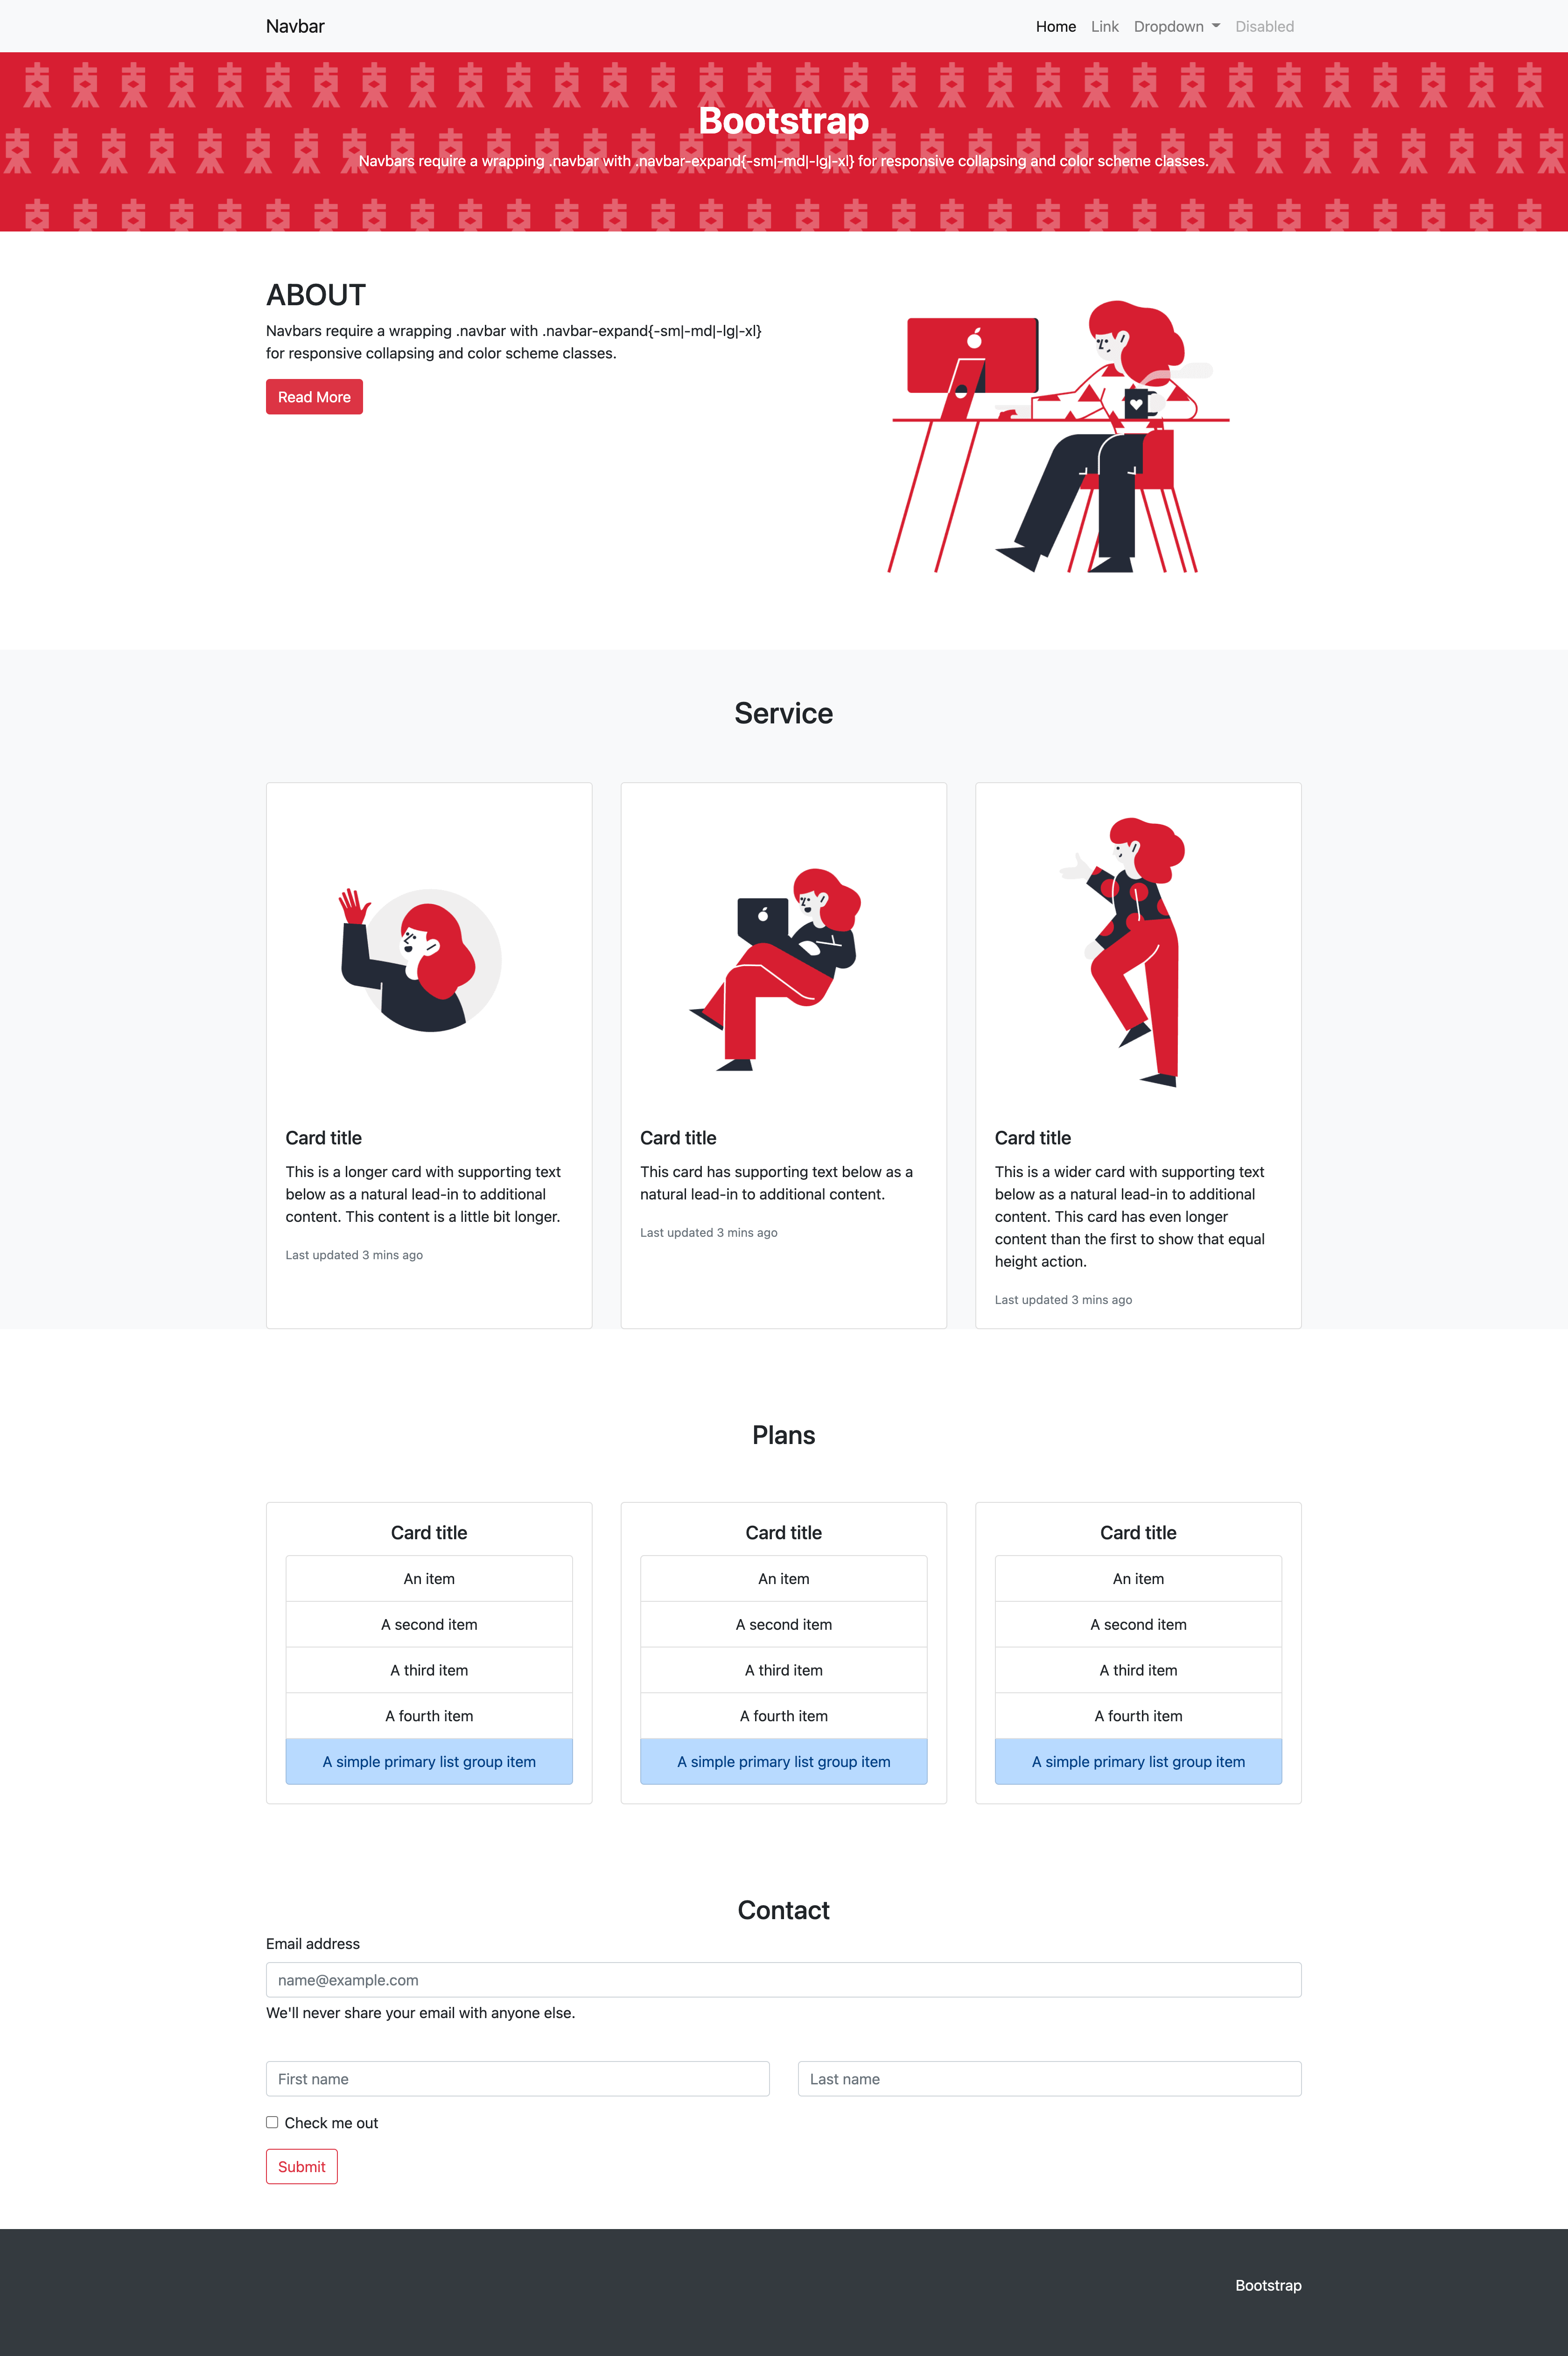 Navbar
Home Link Dropdown Disabled
Bootstrap
Navbars require a wrapping .navbar with .navbar-expand{-sm|-md|-lg|-xl} for responsive collapsing and color scheme classes.
ABOUT
Navbars require a wrapping .navbar with .navbar-expand{-sm|-md|-lg|-xl}
for responsive collapsing and color scheme classes.
Read More
Service
Card title
This is a longer card with supporting text
below as a natural lead-in to additional
content. This content is a little bit longer.
Last updated 3 mins ago
Card title
This card has supporting text below as a
natural lead-in to additional content.
Last updated 3 mins ago
Card title
This is a wider card with supporting text
below as a natural lead-in to additional
content. This card has even longer
content than the first to show that equal
height action.
Last updated 3 mins ago
Plans
Card title
An item
A second item
A third item
A fourth item
A simple primary list group item
Card title
An item
A second item
A third item
A fourth item
A simple primary list group item
Card title
An item
A second item
A third item
A fourth item
A simple primary list group item
Contact
Email address
name@example.com
We'll never share your email with anyone else.
First name
Last name
Check me out
Submit
Bootstrap